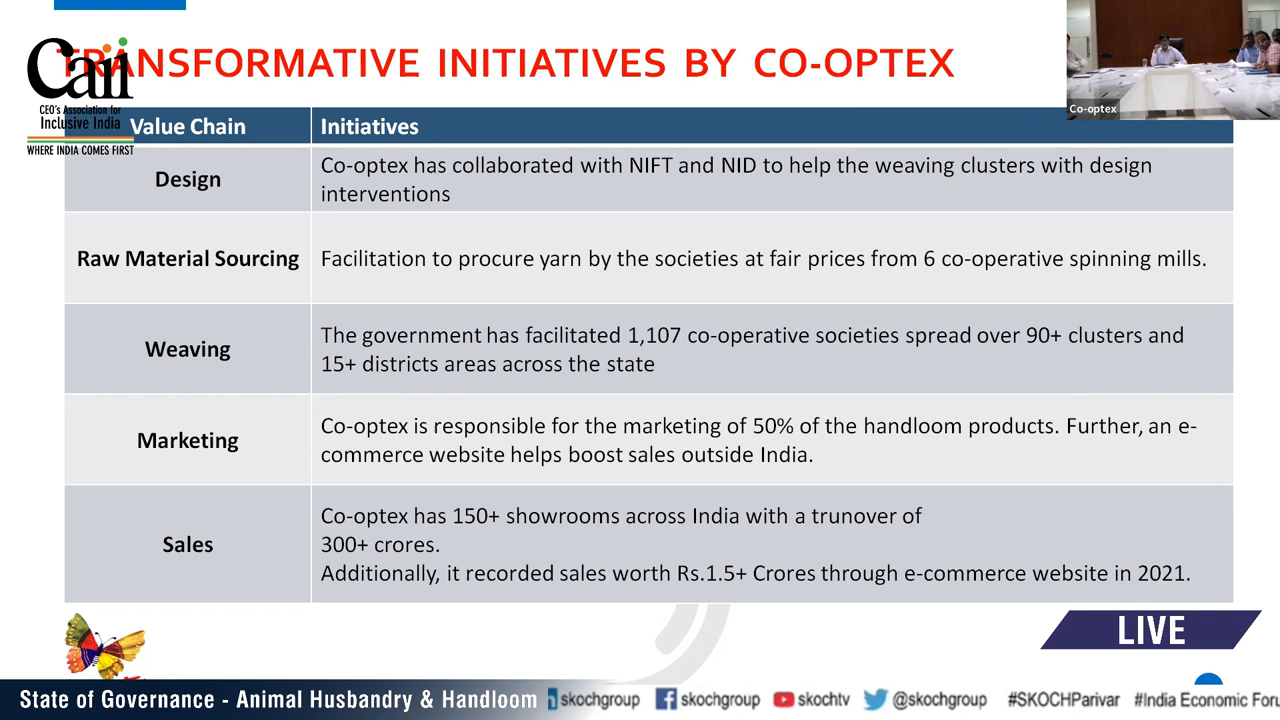 TRANSFORMATIVE INITIATIVES BY CO-OPTEX
Caii
CEO's Association for
Inclusive India
WHERE INDIA COMES FIRST
Co-optex
Value Chain Initiatives
Design
Co-optex has collaborated with NIFT and NID to help the weaving clusters with design
interventions
Raw Material Sourcing
Facilitation to procure yarn by the societies at fair prices from 6 co-operative spinning mills.
Weaving
The government has facilitated 1,107 co-operative societies spread over 90+ clusters and
15+ districts areas across the state
Marketing
Co-optex is responsible for the marketing of 50% of the handloom products. Further, an e-
commerce website helps boost sales outside India.
Sales
Co-optex has 150+ showrooms across India with a trunover of
300+ crores.
Additionally, it recorded sales worth Rs.1.5+ Crores through e-commerce website in 2021.
LIVE
State of Governance - Animal Husbandry & Handloom skochgroup skochgroup skochtv @skochgroup #SKOCHParivar #India Economic Foru